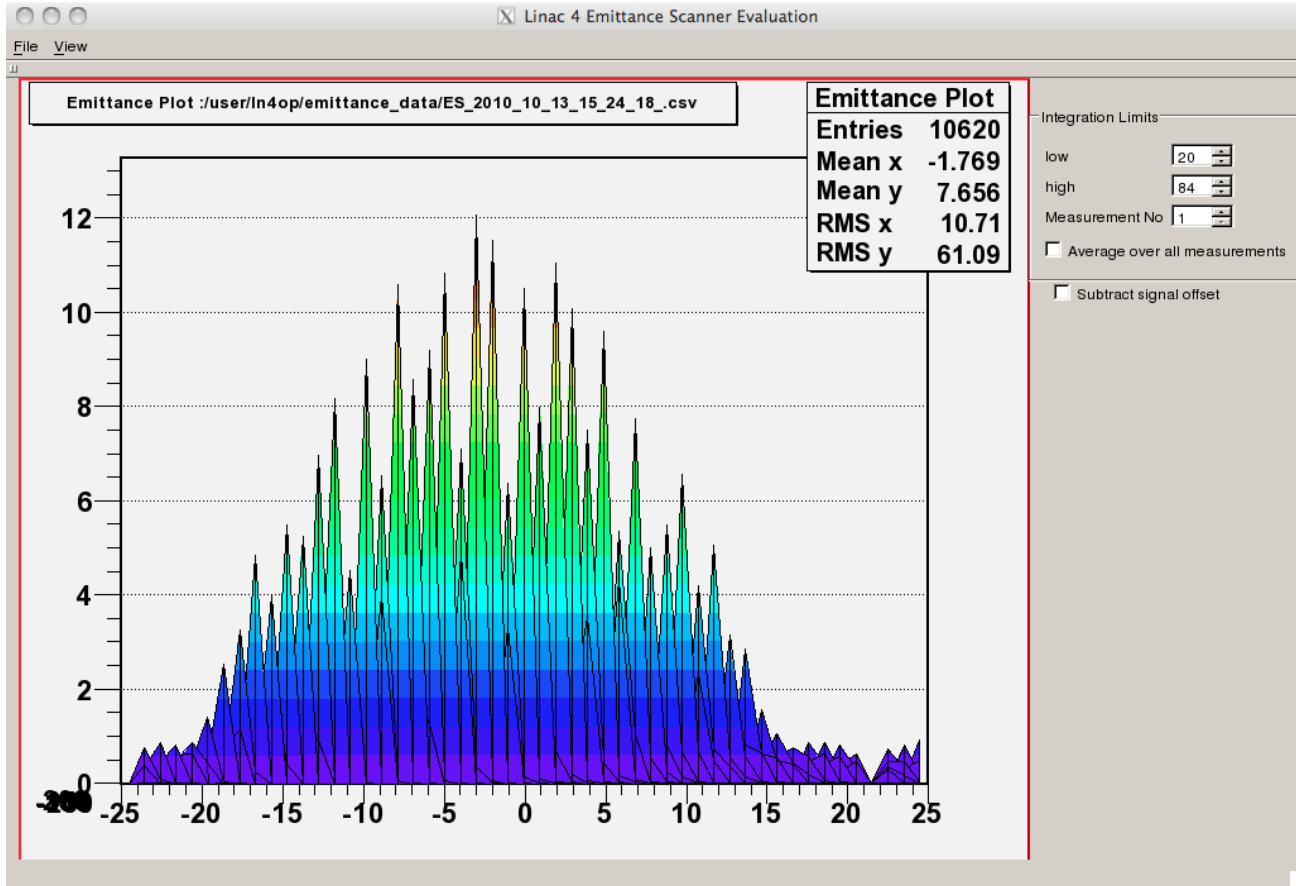 Linac 4 Emittance Scanner Evaluation
File View
Emittance Plot :/user/ln4op/emittance_data/ES_2010_10_13_15_24_18_.csv
Emittance Plot
Entries 10620
Mean x -1.769
Mean y 7.656
RMS x 10.71
RMS y 61.09
Integration Limits
low 20
high 84
Measurement No 1
Average over all measurements
Subtract signal offset
12
10
8
6
4
2
0
-25 -20 -15 -10 -5 0 5 10 15 20 25